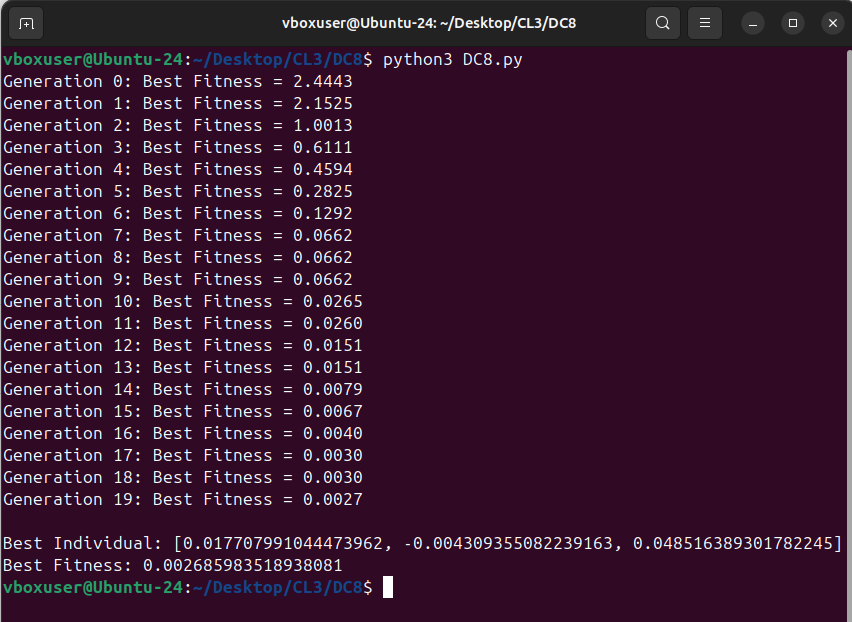 vboxuser@Ubuntu-24: ~/Desktop/CL3/DC8
vboxuser@Ubuntu-24:~/Desktop/CL3/DC8$ python3 DC8.py
Generation 0: Best Fitness = 2.4443
Generation 1: Best Fitness = 2.1525
Generation 2: Best Fitness = 1.0013
Generation 3: Best Fitness = 0.6111
Generation 4: Best Fitness = 0.4594
Generation 5: Best Fitness = 0.2825
Generation 6: Best Fitness = 0.1292
Generation 7: Best Fitness = 0.0662
Generation 8: Best Fitness = 0.0662
Generation 9: Best Fitness = 0.0662
Generation 10: Best Fitness = 0.0265
Generation 11: Best Fitness = 0.0260
Generation 12: Best Fitness = 0.0151
Generation 13: Best Fitness = 0.0151
Generation 14: Best Fitness = 0.0079
Generation 15: Best Fitness = 0.0067
Generation 16: Best Fitness = 0.0040
Generation 17: Best Fitness = 0.0030
Generation 18: Best Fitness = 0.0030
Generation 19: Best Fitness = 0.0027
Best Individual: [0.017707991044473962, -0.004309355082239163, 0.048516389301782245]
Best Fitness: 0.002685983518938081
vboxuser@Ubuntu-24:~/Desktop/CL3/DC8$